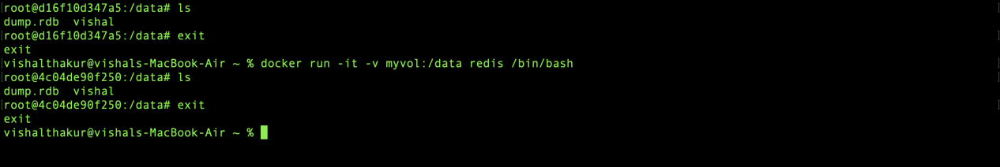 root@d16f10d347a5:/data# ls
dump.rdb  vishal
root@d16f10d347a5:/data# exit
exit
vishalthakur@vishals-MacBook-Air ~ % docker run -it -v myvol:/data redis /bin/bash
root@4c04de90f250:/data# ls
dump.rdb  vishal
root@4c04de90f250:/data# exit
exit
vishalthakur@vishals-MacBook-Air ~ %